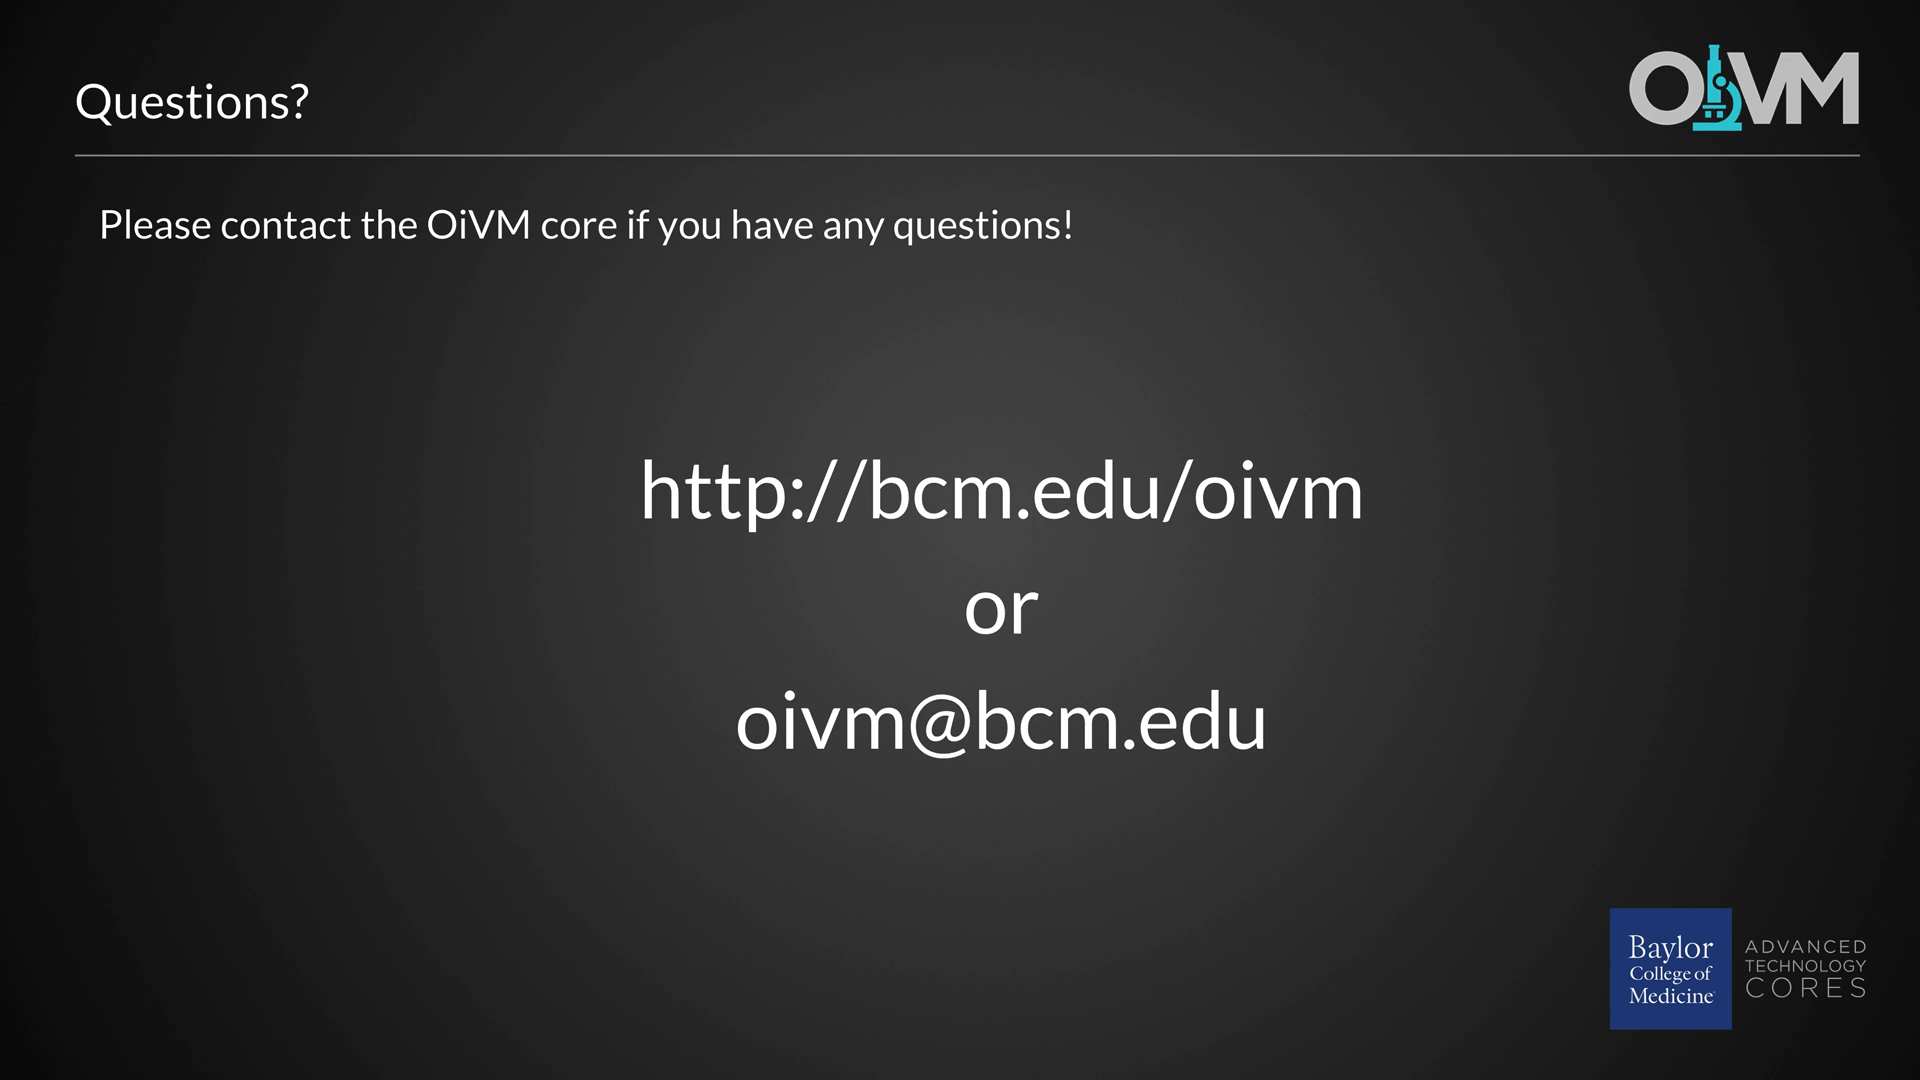 Questions?
OiVM
Please contact the OiVM core if you have any questions!
http://bcm.edu/oivm
or
oivm@bcm.edu
Baylor
College of
Medicine
ADVANCED
TECHNOLOGY
CORES